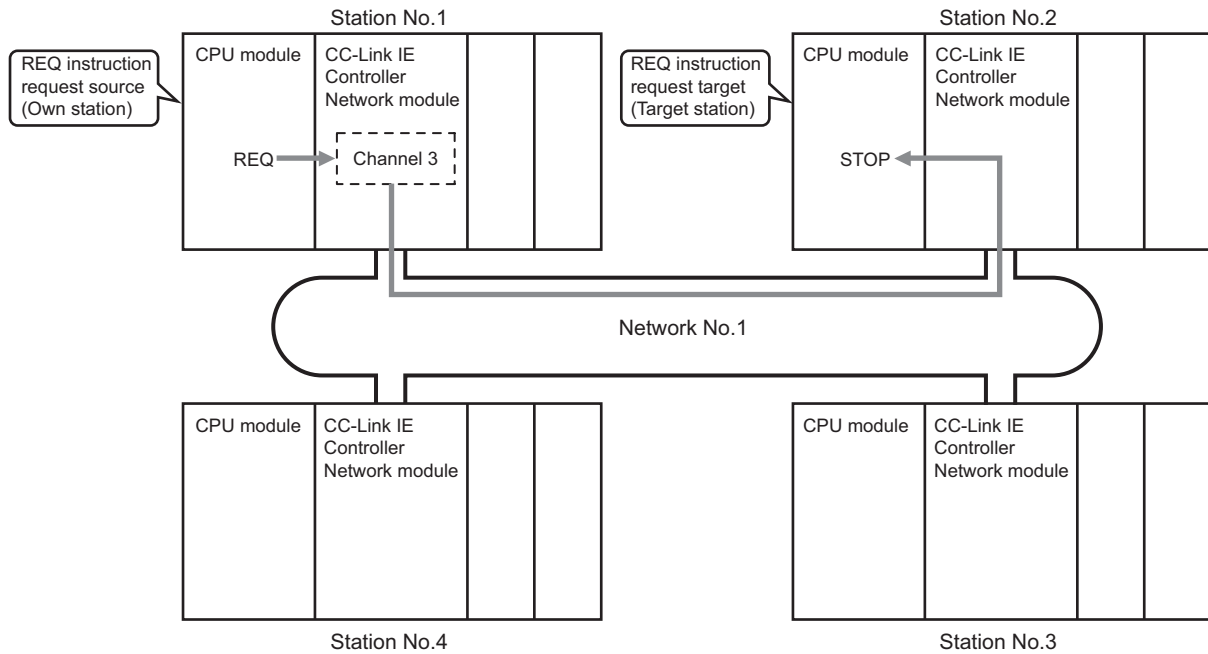 Station No.1
Station No.2
REQ instruction
request source
(Own station)
CPU module
CC-Link IE
Controller
Network module
REQ
Channel 3
REQ instruction
request target
(Target station)
CPU module
CC-Link IE
Controller
Network module
STOP
Network No.1
CPU module
CC-Link IE
Controller
Network module
CPU module
CC-Link IE
Controller
Network module
Station No.4
Station No.3